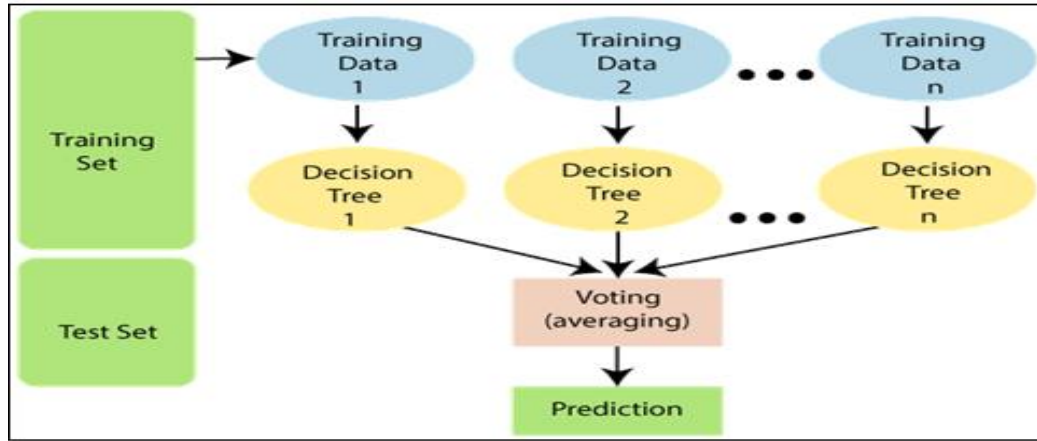 Training
Set
Test Set
Training
Data
1
Training
Data
2
Training
Data
n
Decision
Tree
1
Decision
Tree
2
Decision
Tree
n
Voting
(averaging)
Prediction